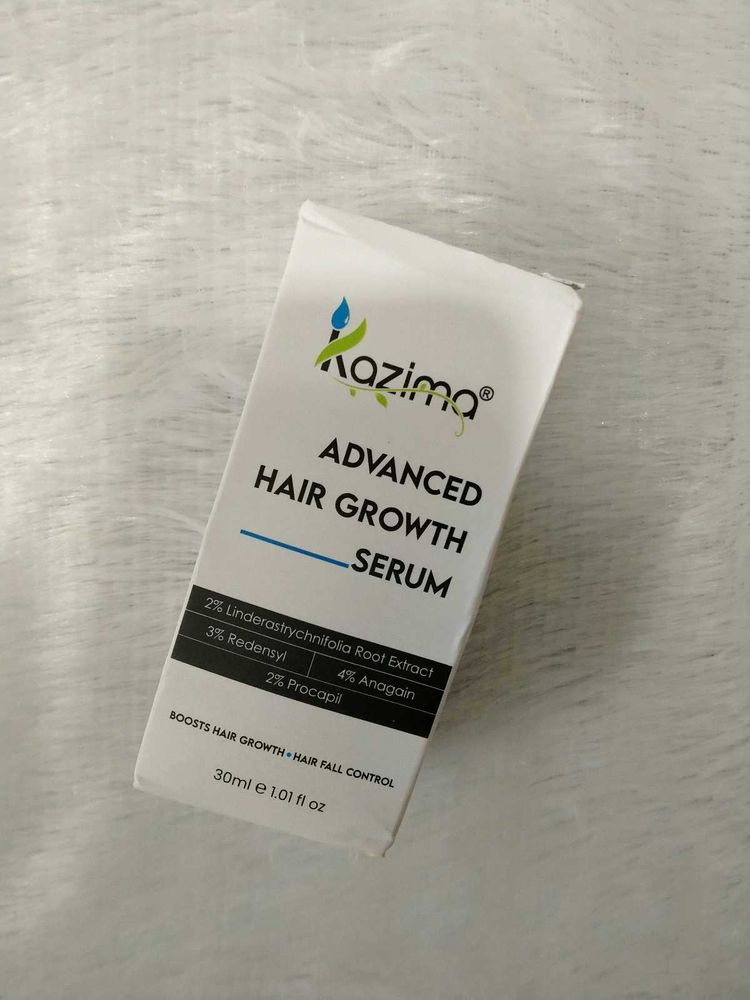 Kazima®
ADVANCED
HAIR GROWTH
SERUM
2% Linderastrychnifolia Root Extract
3% Redensyl 4% Anagain
2% Procapil
BOOSTS HAIR GROWTH • HAIR FALL CONTROL
30ml ℮ 1.01 fl oz